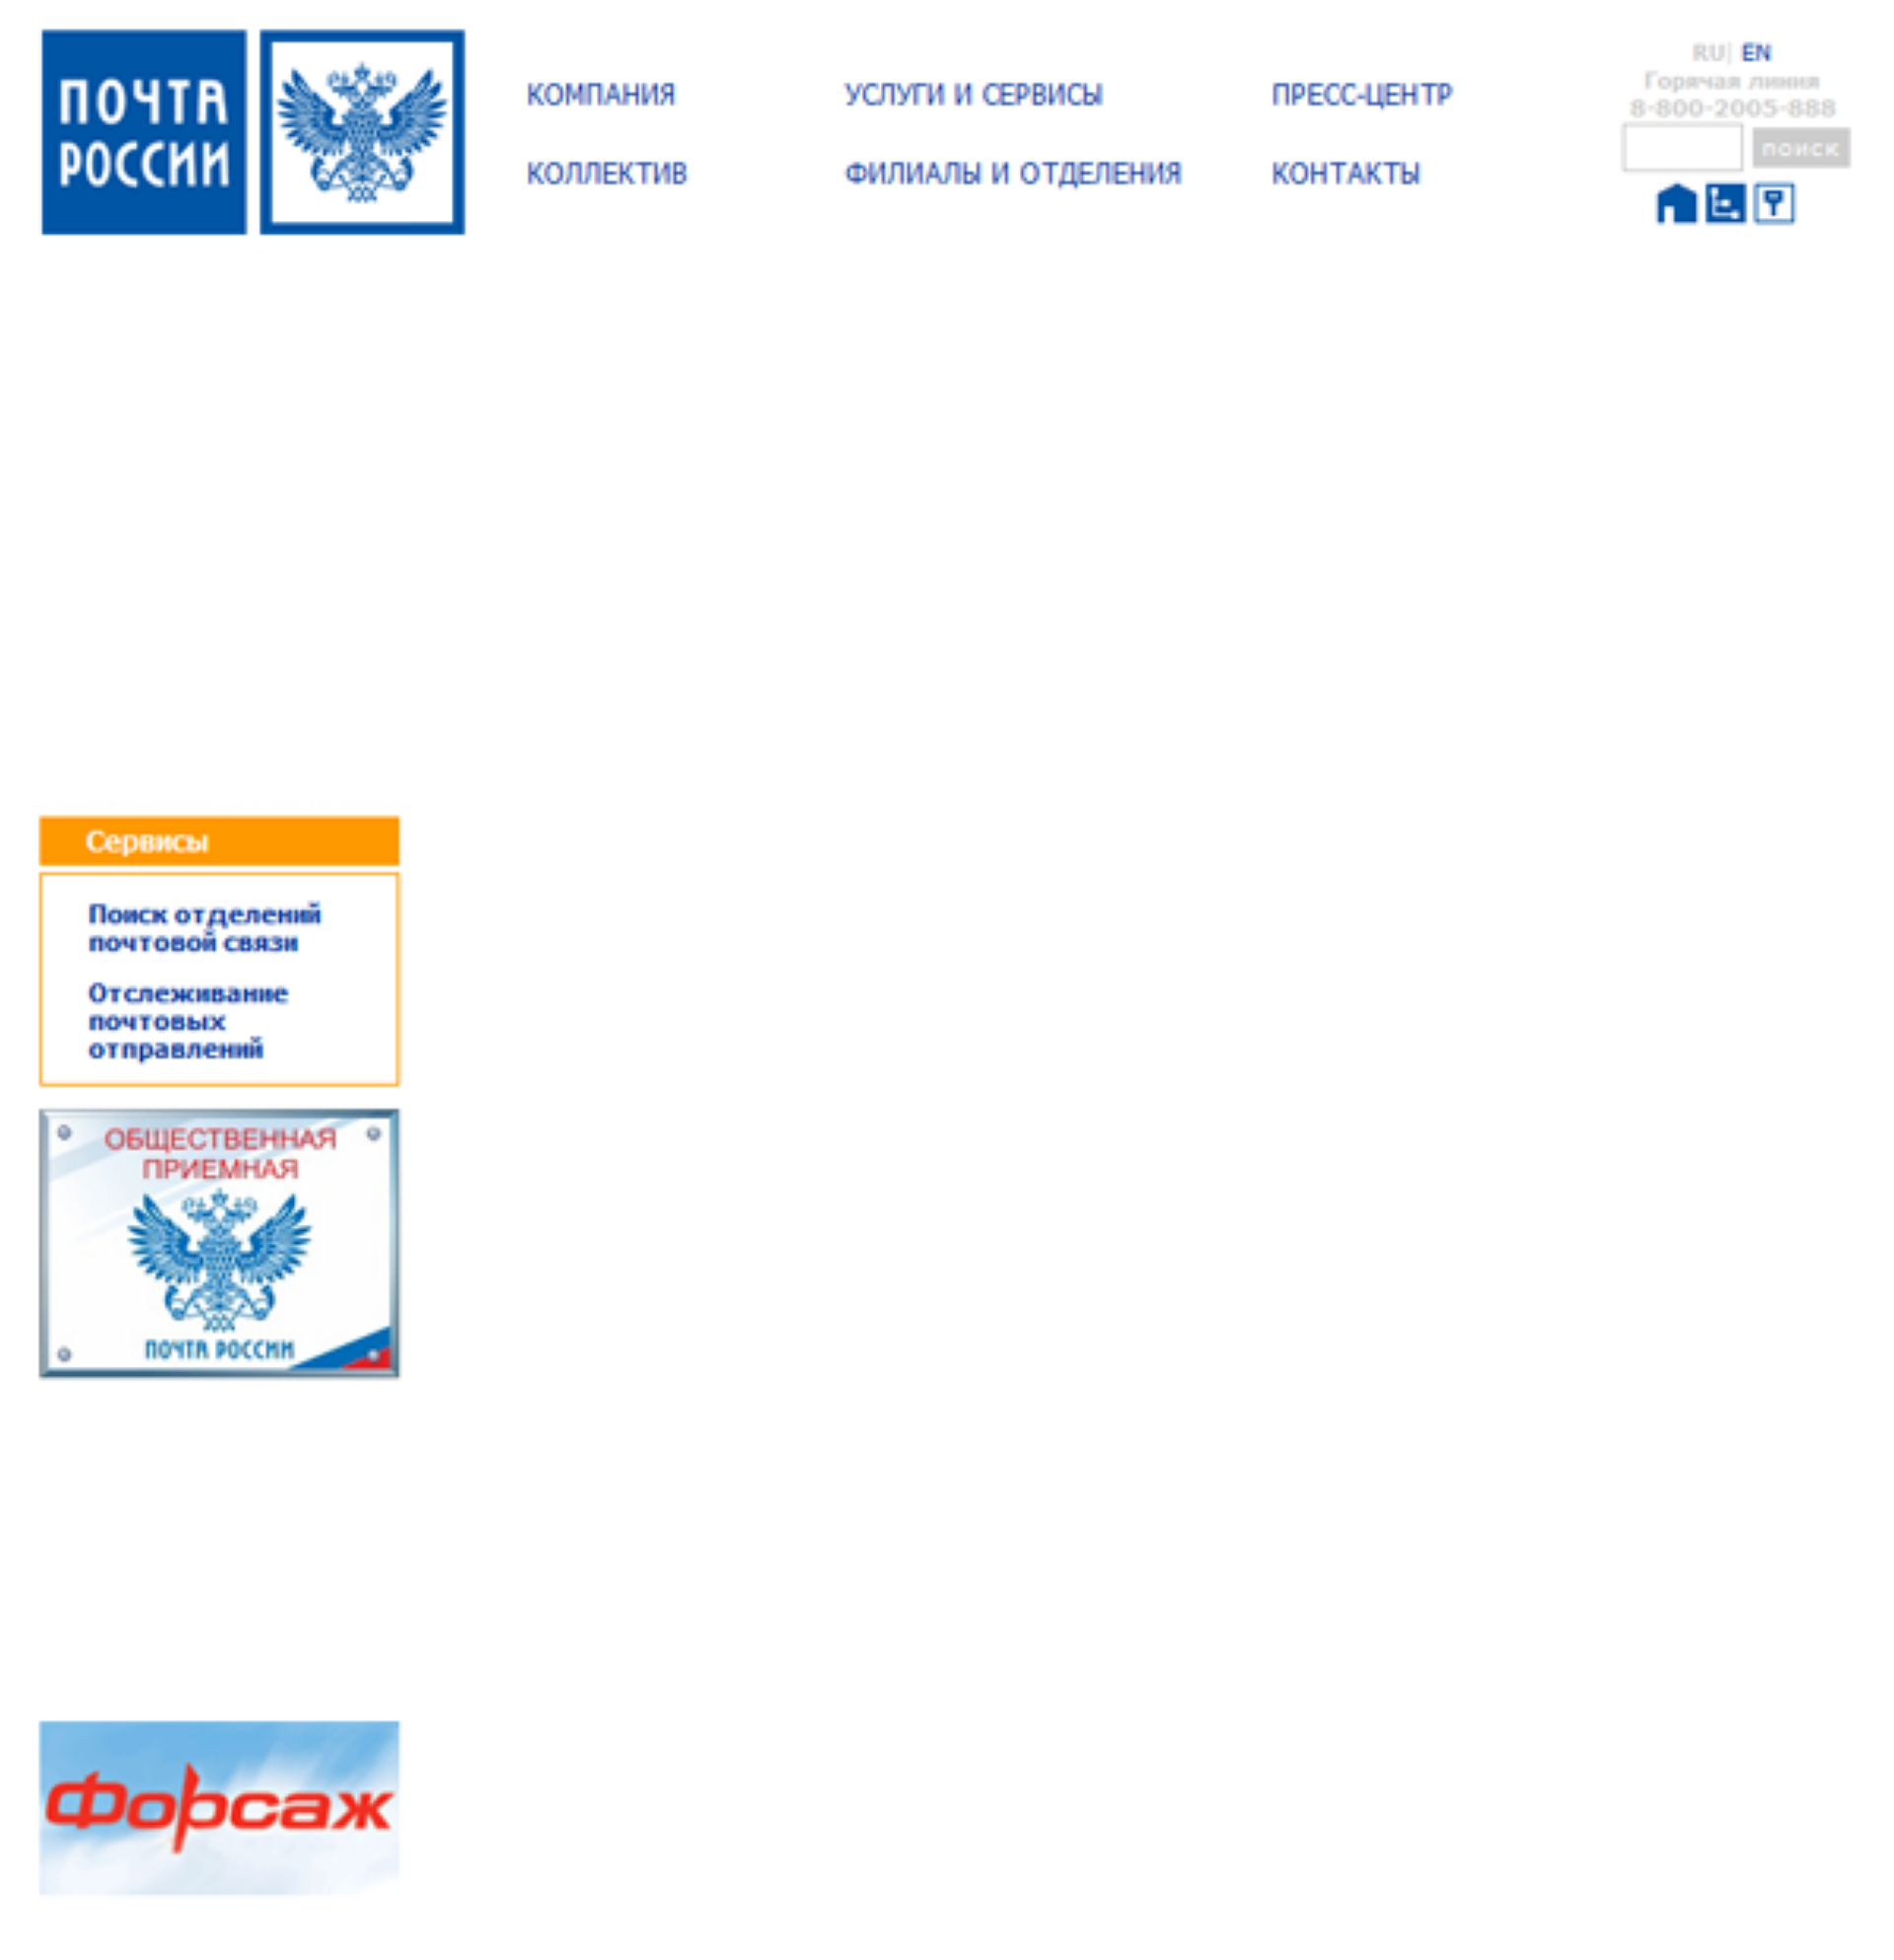 ПОЧТА
РОССИИ
КОМПАНИЯ
УСЛУГИ И СЕРВИСЫ
ПРЕСС-ЦЕНТР
КОЛЛЕКТИВ
ФИЛИАЛЫ И ОТДЕЛЕНИЯ
КОНТАКТЫ
RU| EN
Горячая линия
8-800-2005-888
поиск
Сервисы
Поиск отделений
почтовой связи
Отслеживание
почтовых
отправлений
ОБЩЕСТВЕННАЯ
ПРИЕМНАЯ
ПОЧТА РОССИИ
Форсаж